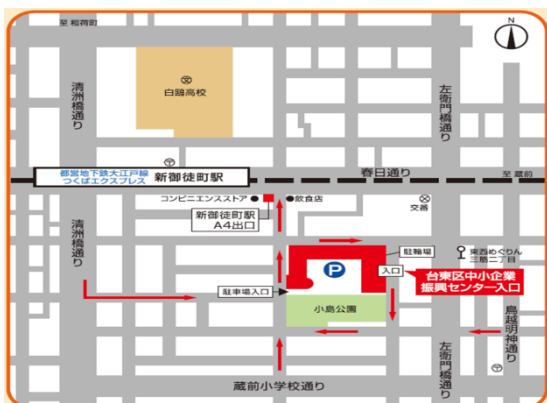 至 稲荷町
N
白鷗高校
清洲橋通り
左衛門橋通り
都営地下鉄大江戸線
つくばエクスプレス
新御徒町駅
春日通り
至 蔵前
コンビニエンスストア
飲食店
交番
新御徒町駅
A4出口
清洲橋通り
駐輪場
東西めぐりん
三筋二丁目
P
入口
台東区中小企業
振興センター入口
駐車場入口
小島公園
鳥越明神通り
左衛門橋通り
蔵前小学校通り